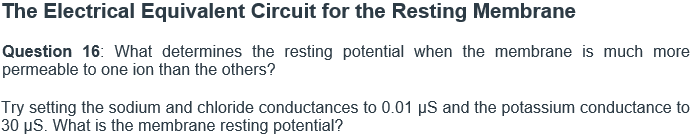 The Electrical Equivalent Circuit for the Resting Membrane
Question 16: What determines the resting potential when the membrane is much more
permeable to one ion than the others?
Try setting the sodium and chloride conductances to 0.01 µS and the potassium conductance to
30 µS. What is the membrane resting potential?